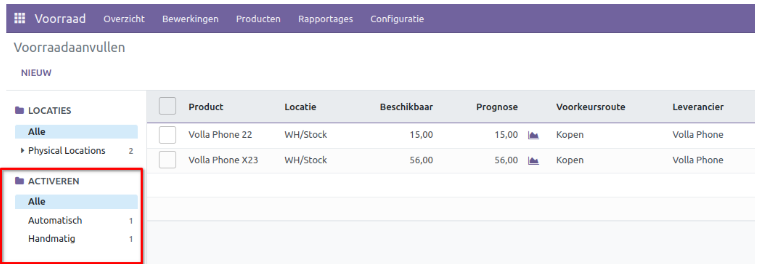 Voorraad Overzicht Bewerkingen Producten Rapportages Configuratie
Voorraadaanvullen
NIEUW
LOCATIES
Alle
Physical Locations 2
ACTIVEREN
Alle
Automatisch 1
Handmatig 1
Product Locatie Beschikbaar Prognose Voorkeursroute Leverancier
Volla Phone 22 WH/Stock 15,00 15,00 Kopen Volla Phone
Volla Phone X23 WH/Stock 56,00 56,00 Kopen Volla Phone